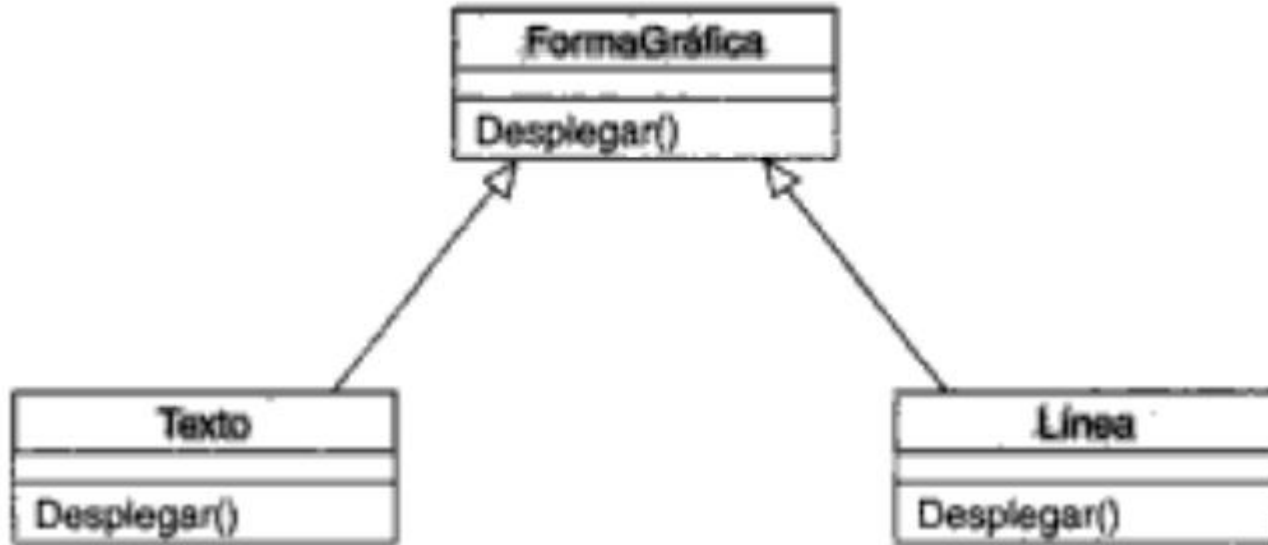 FormaGráfica
Desplegar()
Texto
Desplegar()
Línea
Desplegar()